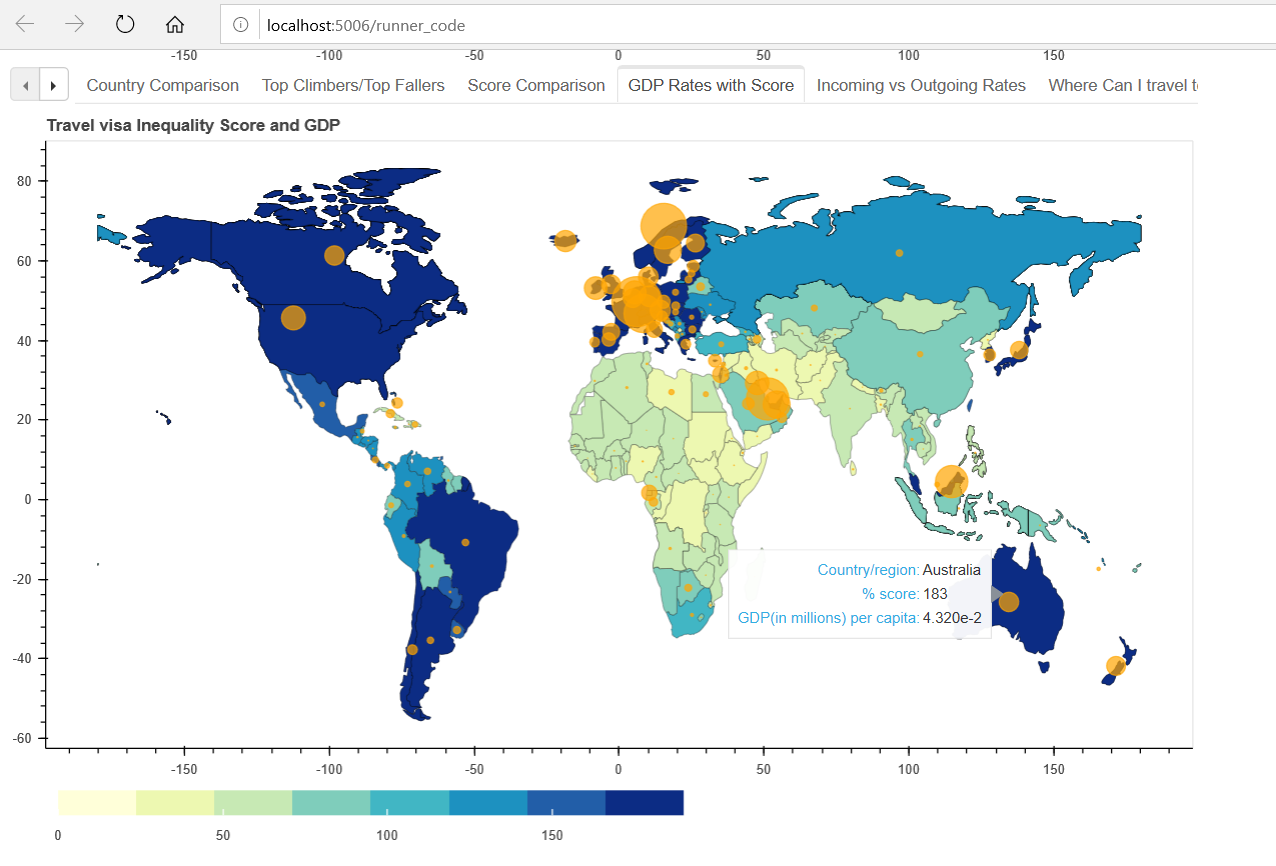 localhost:5006/runner_code
-150 -100 -50 0 50 100 150
Country Comparison Top Climbers/Top Fallers Score Comparison GDP Rates with Score Incoming vs Outgoing Rates Where Can I travel
Travel visa Inequality Score and GDP
80
60
40
20
0
-20
-40
-60
Country/region: Australia
% score: 183
GDP(in millions) per capita: 4.320e-2
-150 -100 -50 0 50 100 150
0 50 100 150